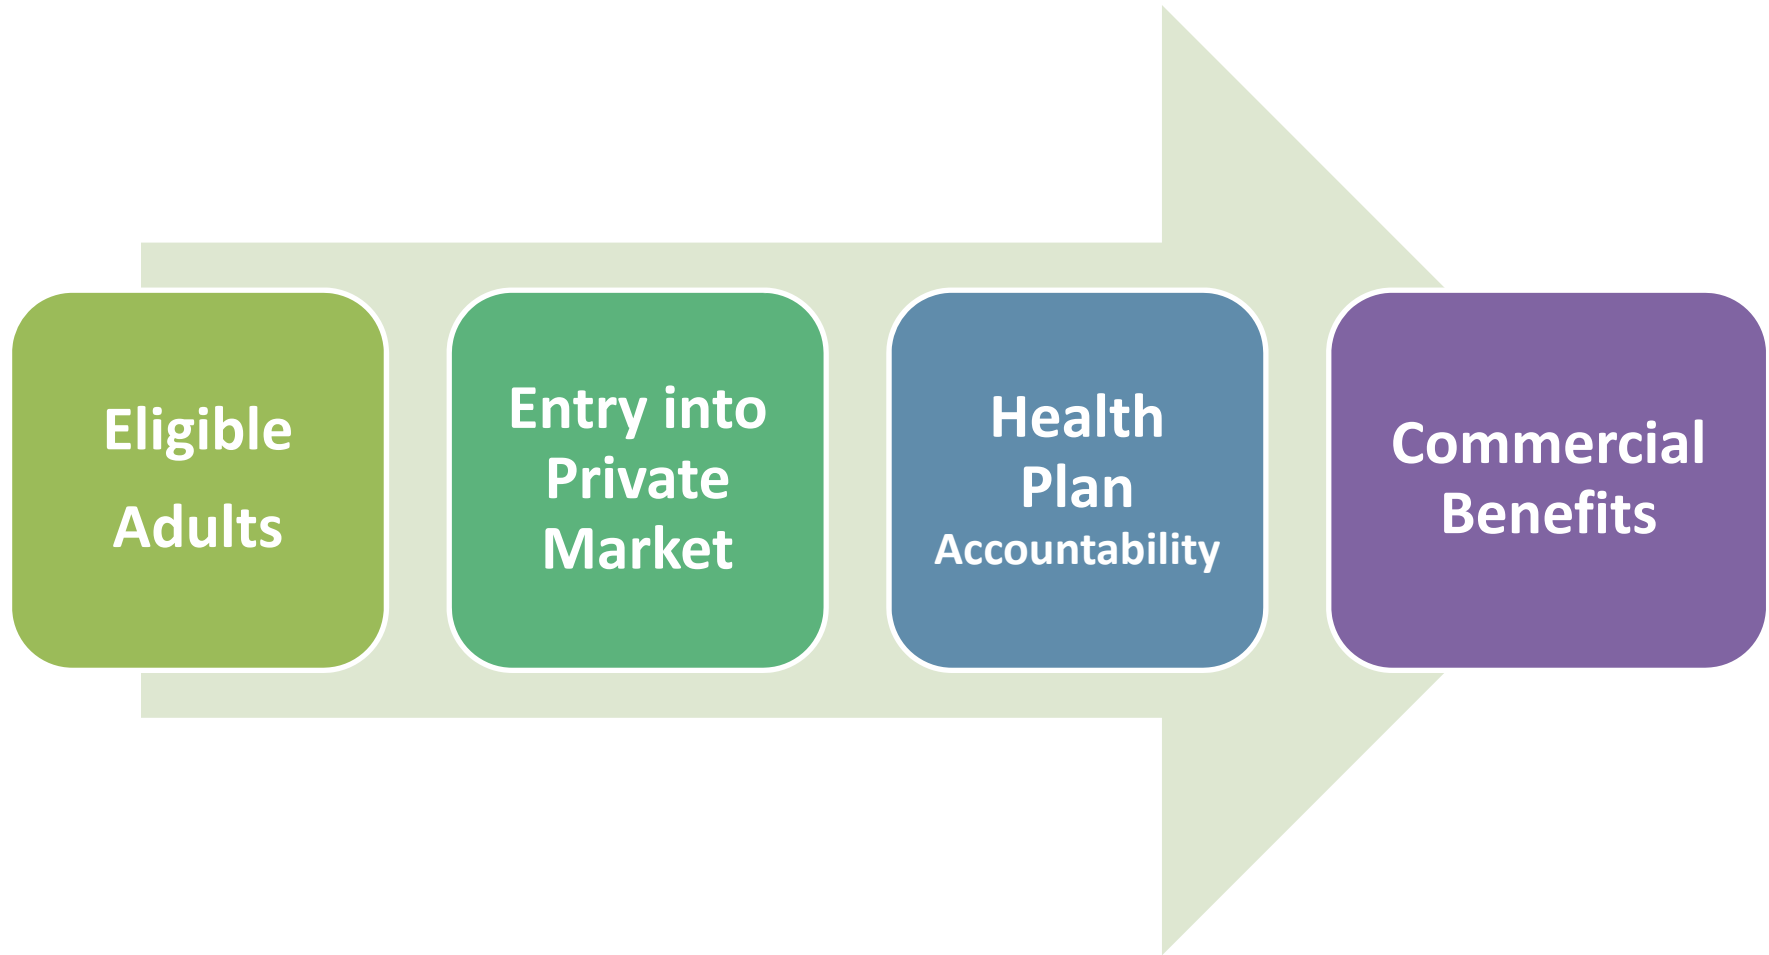 Eligible
Adults
Entry into
Private
Market
Health
Plan
Accountability
Commercial
Benefits